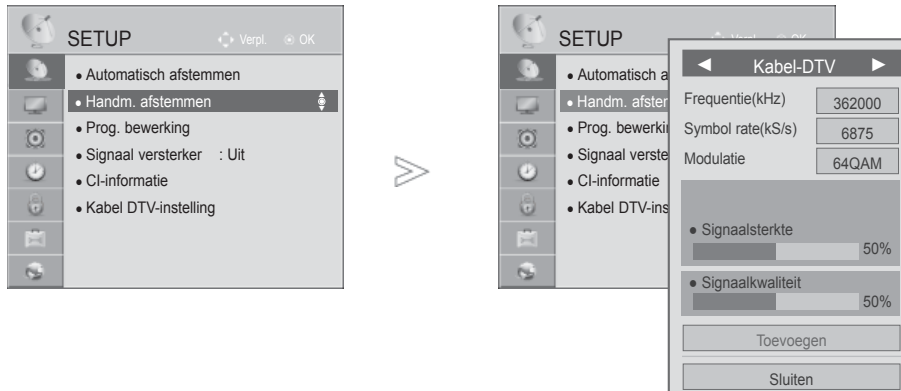 SETUP
Verpl.
OK
• Automatisch afstemmen
• Handm. afstemmen
• Prog. bewerking
• Signaal versterker : Uit
• CI-informatie
• Kabel DTV-instelling
SETUP
• Automatisch a
• Handm. afster
• Prog. bewerki
• Signaal verste
• CI-informatie
• Kabel DTV-ins
◄ Kabel-DTV ►
Frequentie(kHz) 362000
Symbol rate(kS/s) 6875
Modulatie 64QAM
• Signaalsterkte
50%
• Signaalkwaliteit
50%
Toevoegen
Sluiten